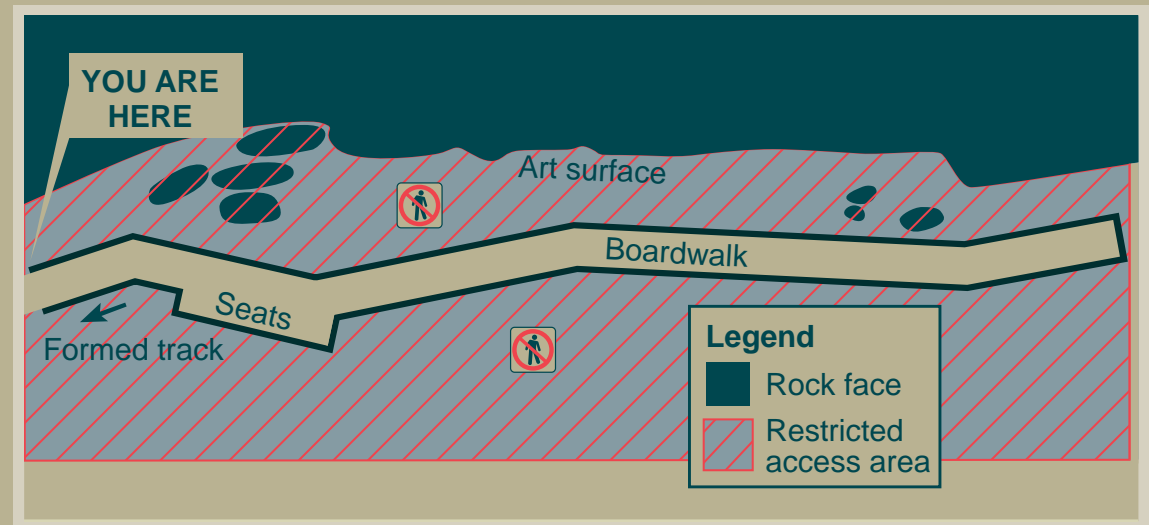 YOU ARE
HERE
Art surface
Boardwalk
Seats
Formed track
Legend
Rock face
Restricted
access area